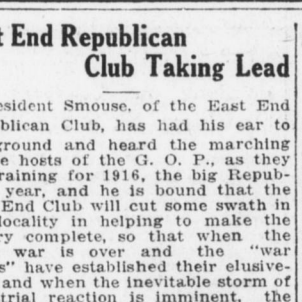 t End Republican
Club Taking Lead
esident Smouse, of the East End
blican Club, has had his ear to
ground and heard the marching
e hosts of the G. O. P., as they
raining for 1916, the big Repub-
year, and he is bound that the
End Club will cut some swath in
locality in helping to make the
ry complete, so that when the
war is over and the "war
s" have established their elusive-
and when the inevitable storm of
trial reaction is imminent, the